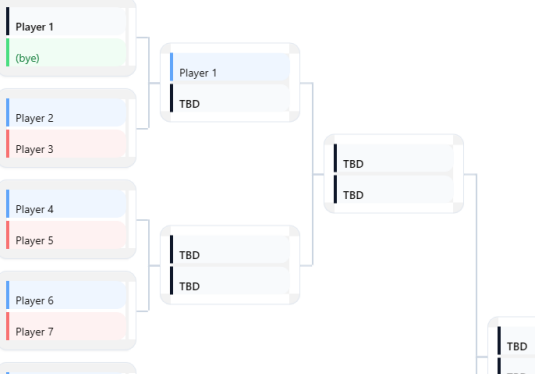 Player 1
(bye)
Player 2
Player 3
Player 4
Player 5
Player 6
Player 7
Player 1
TBD
TBD
TBD
TBD
TBD
TBD